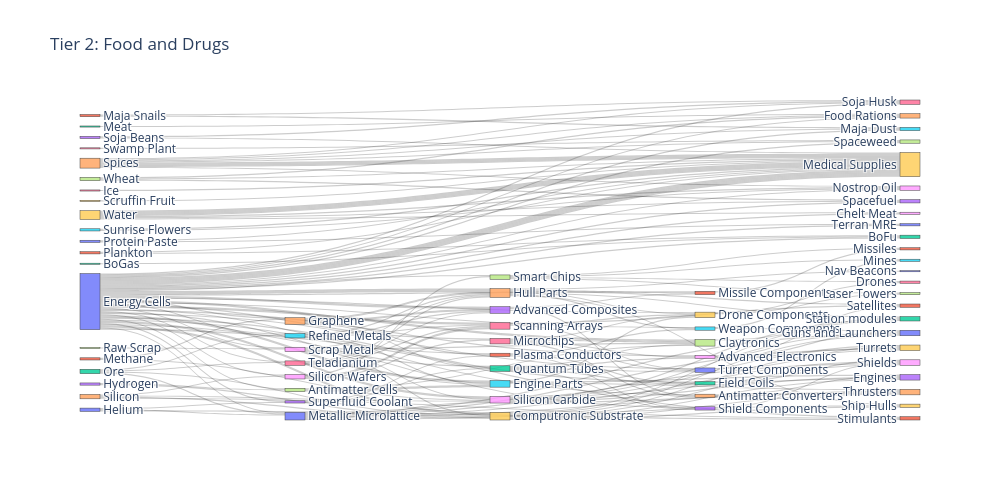 Tier 2: Food and Drugs
Maja Snails
Meat
Soja Beans
Swamp Plant
Spices
Wheat
Ice
Scruffin Fruit
Water
Sunrise Flowers
Protein Paste
Plankton
BoGas
Energy Cells
Raw Scrap
Methane
Ore
Hydrogen
Silicon
Helium
Graphene
Refined Metals
Scrap Metal
Teladianium
Silicon Wafers
Antimatter Cells
Superfluid Coolant
Metallic Microlattice
Smart Chips
Hull Parts
Advanced Composites
Scanning Arrays
Microchips
Plasma Conductors
Quantum Tubes
Engine Parts
Silicon Carbide
Computronic Substrate
Missile Components
Drone Components
Weapon Components
Claytronics
Advanced Electronics
Turret Components
Field Coils
Antimatter Converters
Shield Components
Soja Husk
Food Rations
Maja Dust
Spaceweed
Medical Supplies
Nostrop Oil
Spacefuel
Chelt Meat
Terran MRE
BoFu
Missiles
Mines
Nav Beacons
Drones
Laser Towers
Satellites
Station modules
Guns and Launchers
Turrets
Shields
Engines
Thrusters
Ship Hulls
Stimulants